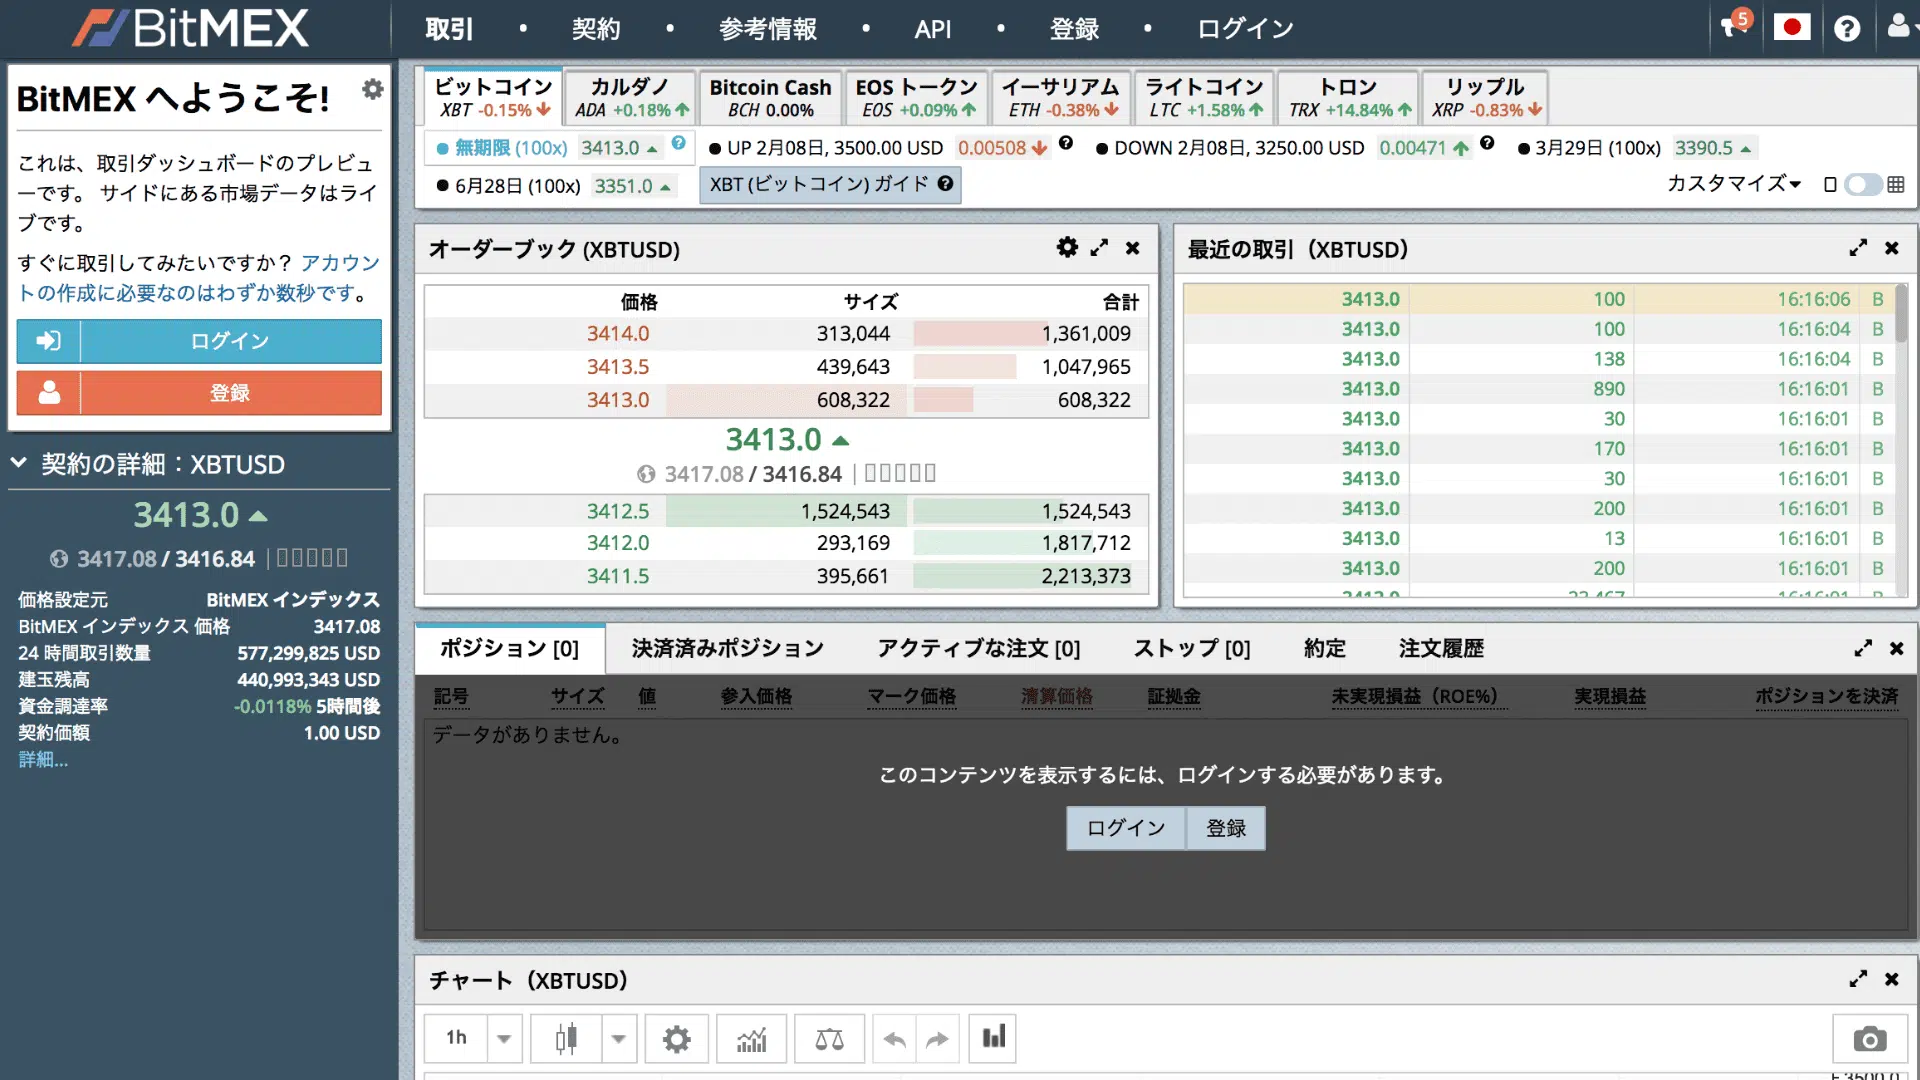 BitMEX
取引 • 契約 • 参考情報 • API • 登録 • ログイン
5
BitMEX へようこそ!
これは、取引ダッシュボードのプレビュ
ーです。 サイドにある市場データはライ
ブです。
すぐに取引してみたいですか？ アカウン
トの作成に必要なのはわずか数秒です。
ログイン
登録
契約の詳細：XBTUSD
3413.0
3417.08 / 3416.84
価格設定元 BitMEX インデックス
BitMEX インデックス 価格 3417.08
24 時間取引数量 577,299,825 USD
建玉残高 440,993,343 USD
資金調達率 -0.0118% 5時間後
契約価額 1.00 USD
詳細...
ビットコイン
XBT -0.15%
カルダノ
ADA +0.18%
Bitcoin Cash
BCH 0.00%
EOS トークン
EOS +0.09%
イーサリアム
ETH -0.38%
ライトコイン
LTC +1.58%
トロン
TRX +14.84%
リップル
XRP -0.83%
無期限 (100x) 3413.0
UP 2月08日, 3500.00 USD 0.00508
DOWN 2月08日, 3250.00 USD 0.00471
3月29日 (100x) 3390.5
6月28日 (100x) 3351.0
XBT (ビットコイン) ガイド
カスタマイズ
オーダーブック (XBTUSD)
価格 サイズ 合計
3414.0 313,044 1,361,009
3413.5 439,643 1,047,965
3413.0 608,322 608,322
3413.0
3417.08 / 3416.84
3412.5 1,524,543 1,524,543
3412.0 293,169 1,817,712
3411.5 395,661 2,213,373
最近の取引（XBTUSD）
3413.0 100 16:16:06 B
3413.0 100 16:16:04 B
3413.0 138 16:16:04 B
3413.0 890 16:16:01 B
3413.0 30 16:16:01 B
3413.0 170 16:16:01 B
3413.0 30 16:16:01 B
3413.0 200 16:16:01 B
3413.0 13 16:16:01 B
3413.0 200 16:16:01 B
ポジション [0] 決済済みポジション アクティブな注文 [0] ストップ [0] 約定 注文履歴
記号 サイズ 値 参入価格 マーク価格 清算価格 証拠金 未実現損益（ROE%） 実現損益 ポジションを決済
データがありません。
このコンテンツを表示するには、ログインする必要があります。
ログイン 登録
チャート（XBTUSD）
1h